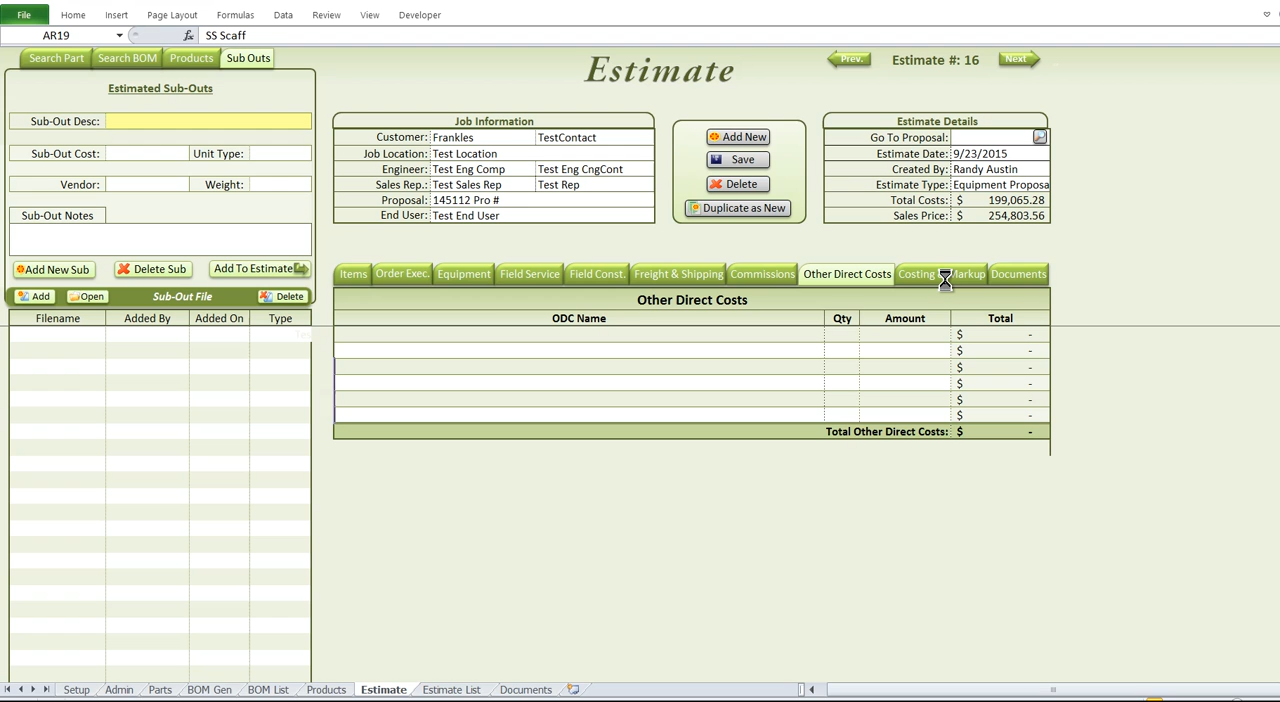 File Home Insert Page Layout Formulas Data Review View Developer
AR19 fx SS Scaff
Search Part Search BOM Products Sub Outs
Estimated Sub-Outs
Sub-Out Desc:
Sub-Out Cost: Unit Type:
Vendor: Weight:
Sub-Out Notes
Add New Sub Delete Sub Add To Estimate
Add Open Sub-Out File Delete
Filename Added By Added On Type
Estimate
Prev. Estimate #: 16 Next
Job Information
Customer: Frankles TestContact
Job Location: Test Location
Engineer: Test Eng Comp Test Eng CngCont
Sales Rep.: Test Sales Rep Test Rep
Proposal: 145112 Pro #
End User: Test End User
Add New
Save
Delete
Duplicate as New
Estimate Details
Go To Proposal:
Estimate Date: 9/23/2015
Created By: Randy Austin
Estimate Type: Equipment Proposa
Total Costs: $ 199,065.28
Sales Price: $ 254,803.56
Items Order Exec. Equipment Field Service Field Const. Freight & Shipping Commissions Other Direct Costs Costing Markup Documents
Other Direct Costs
ODC Name Qty Amount Total
$ -
$ -
$ -
$ -
$ -
$ -
Total Other Direct Costs: $ -
Setup Admin Parts BOM Gen BOM List Products Estimate Estimate List Documents